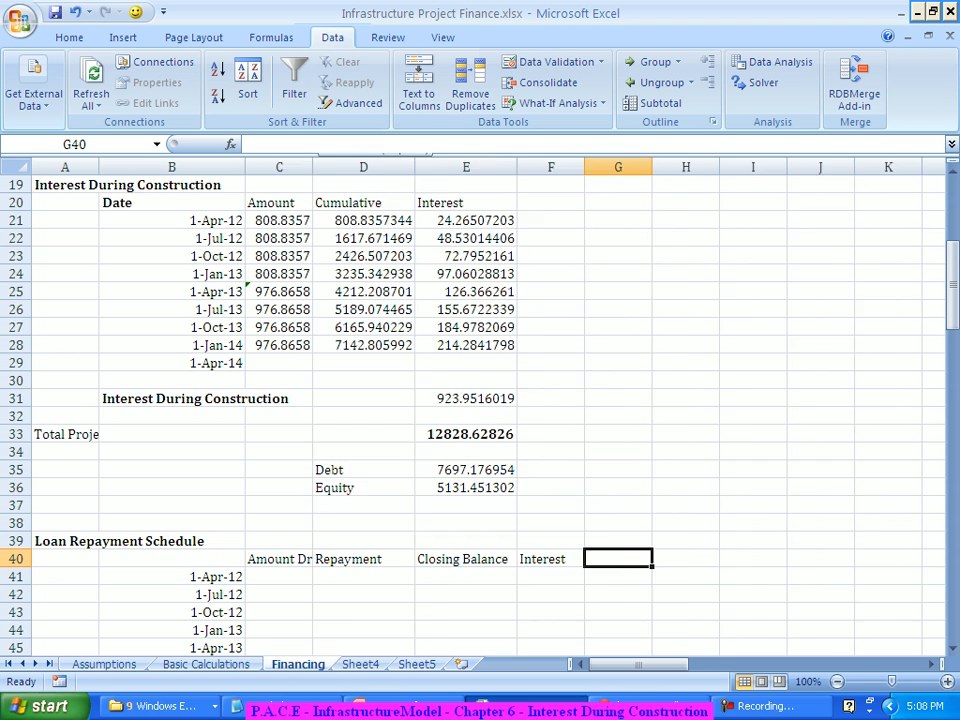 Infrastructure Project Finance.xlsx - Microsoft Excel
Home Insert Page Layout Formulas Data Review View
Get External Data
Refresh All
Connections
Properties
Edit Links
Connections
Sort
Filter
Clear
Reapply
Advanced
Sort & Filter
Text to Columns
Remove Duplicates
Data Validation
Consolidate
What-If Analysis
Data Tools
Group
Ungroup
Subtotal
Outline
Data Analysis
Solver
Analysis
RDBMerge Add-in
Merge
G40 fx
A B C D E F G H I J K
19 Interest During Construction
20 Date Amount Cumulative Interest
21 1-Apr-12 808.8357 808.8357344 24.26507203
22 1-Jul-12 808.8357 1617.671469 48.53014406
23 1-Oct-12 808.8357 2426.507203 72.7952161
24 1-Jan-13 808.8357 3235.342938 97.06028813
25 1-Apr-13 976.8658 4212.208701 126.366261
26 1-Jul-13 976.8658 5189.074465 155.6722339
27 1-Oct-13 976.8658 6165.940229 184.9782069
28 1-Jan-14 976.8658 7142.805992 214.2841798
29 1-Apr-14
30
31 Interest During Construction 923.9516019
32
33 Total Proje 12828.62826
34
35 Debt 7697.176954
36 Equity 5131.451302
37
38
39 Loan Repayment Schedule
40 Amount Dr Repayment Closing Balance Interest
41 1-Apr-12
42 1-Jul-12
43 1-Oct-12
44 1-Jan-13
45 1-Apr-13
Assumptions Basic Calculations Financing Sheet4 Sheet5
Ready 100%
start 9 Windows E... Recording... 5:08 PM
P.A.C.E - InfrastructureModel - Chapter 6 - Interest During Construction